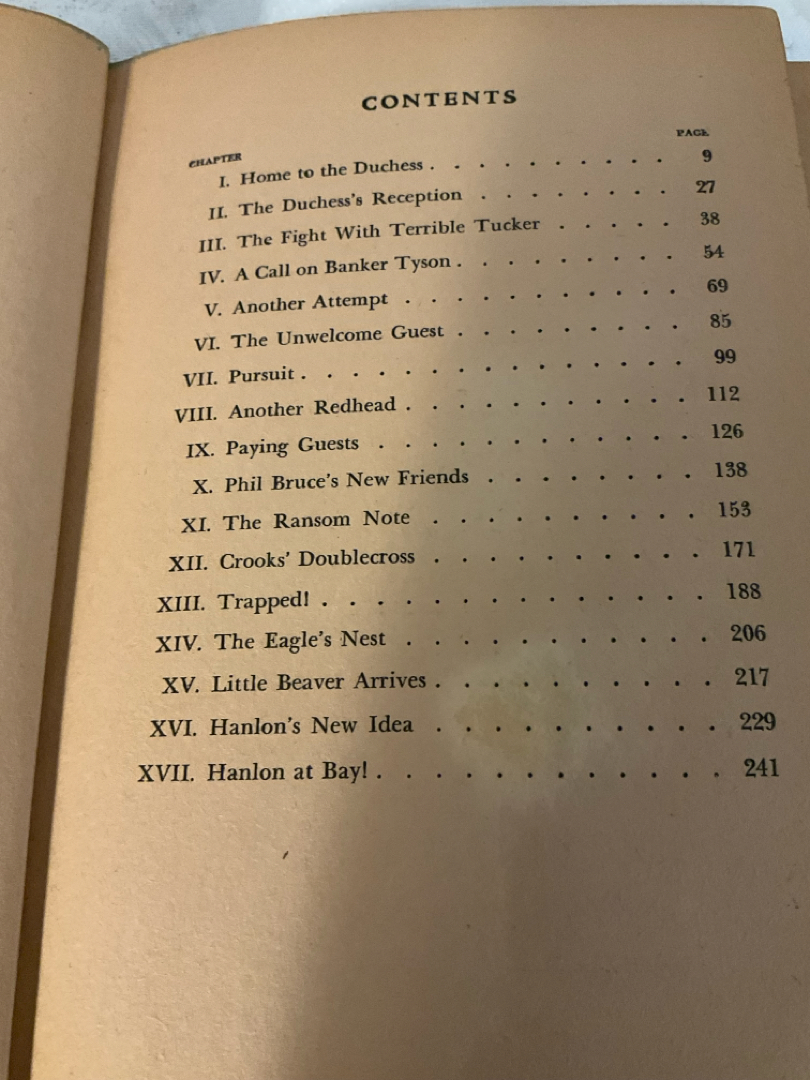 CONTENTS
CHAPTER PAGE
I. Home to the Duchess . . . . . . . . . 9
II. The Duchess's Reception . . . . . . . 27
III. The Fight With Terrible Tucker . . . . . 38
IV. A Call on Banker Tyson . . . . . . . . 54
V. Another Attempt . . . . . . . . . . . 69
VI. The Unwelcome Guest . . . . . . . . . 85
VII. Pursuit . . . . . . . . . . . . . . . 99
VIII. Another Redhead . . . . . . . . . . . 112
IX. Paying Guests . . . . . . . . . . . . 126
X. Phil Bruce's New Friends . . . . . . . . 138
XI. The Ransom Note . . . . . . . . . . 153
XII. Crooks' Doublecross . . . . . . . . . . 171
XIII. Trapped! . . . . . . . . . . . . . . 188
XIV. The Eagle's Nest . . . . . . . . . . . 206
XV. Little Beaver Arrives . . . . . . . . . . 217
XVI. Hanlon's New Idea . . . . . . . . . . 229
XVII. Hanlon at Bay! . . . . . . . . . . . . . 241